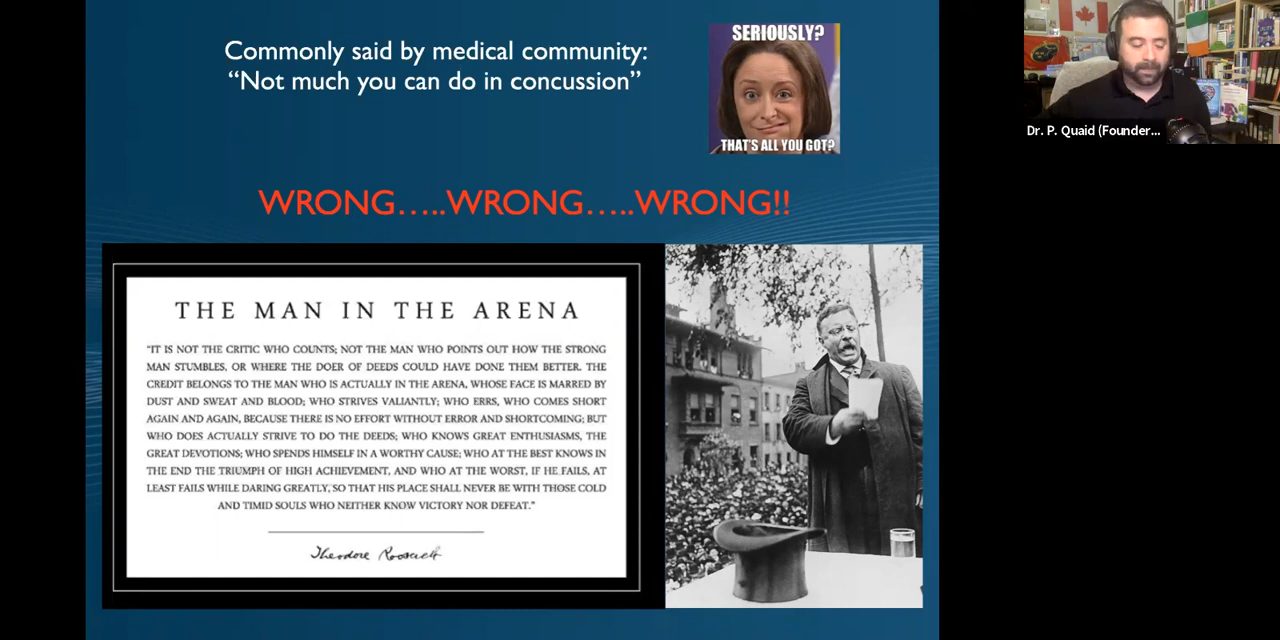 Commonly said by medical community:
“Not much you can do in concussion”
SERIOUSLY?
THAT'S ALL YOU GOT?
WRONG…..WRONG…..WRONG!!
THE MAN IN THE ARENA
“IT IS NOT THE CRITIC WHO COUNTS; NOT THE MAN WHO POINTS OUT HOW THE STRONG
MAN STUMBLES, OR WHERE THE DOER OF DEEDS COULD HAVE DONE THEM BETTER. THE
CREDIT BELONGS TO THE MAN WHO IS ACTUALLY IN THE ARENA, WHOSE FACE IS MARRED BY
DUST AND SWEAT AND BLOOD; WHO STRIVES VALIANTLY; WHO ERRS, WHO COMES SHORT
AGAIN AND AGAIN, BECAUSE THERE IS NO EFFORT WITHOUT ERROR AND SHORTCOMING; BUT
WHO DOES ACTUALLY STRIVE TO DO THE DEEDS; WHO KNOWS GREAT ENTHUSIASMS, THE
GREAT DEVOTIONS; WHO SPENDS HIMSELF IN A WORTHY CAUSE; WHO AT THE BEST KNOWS IN
THE END THE TRIUMPH OF HIGH ACHIEVEMENT, AND WHO AT THE WORST, IF HE FAILS, AT
LEAST FAILS WHILE DARING GREATLY, SO THAT HIS PLACE SHALL NEVER BE WITH THOSE COLD
AND TIMID SOULS WHO NEITHER KNOW VICTORY NOR DEFEAT.”
Theodore Roosevelt
Dr. P. Quaid (Founder...